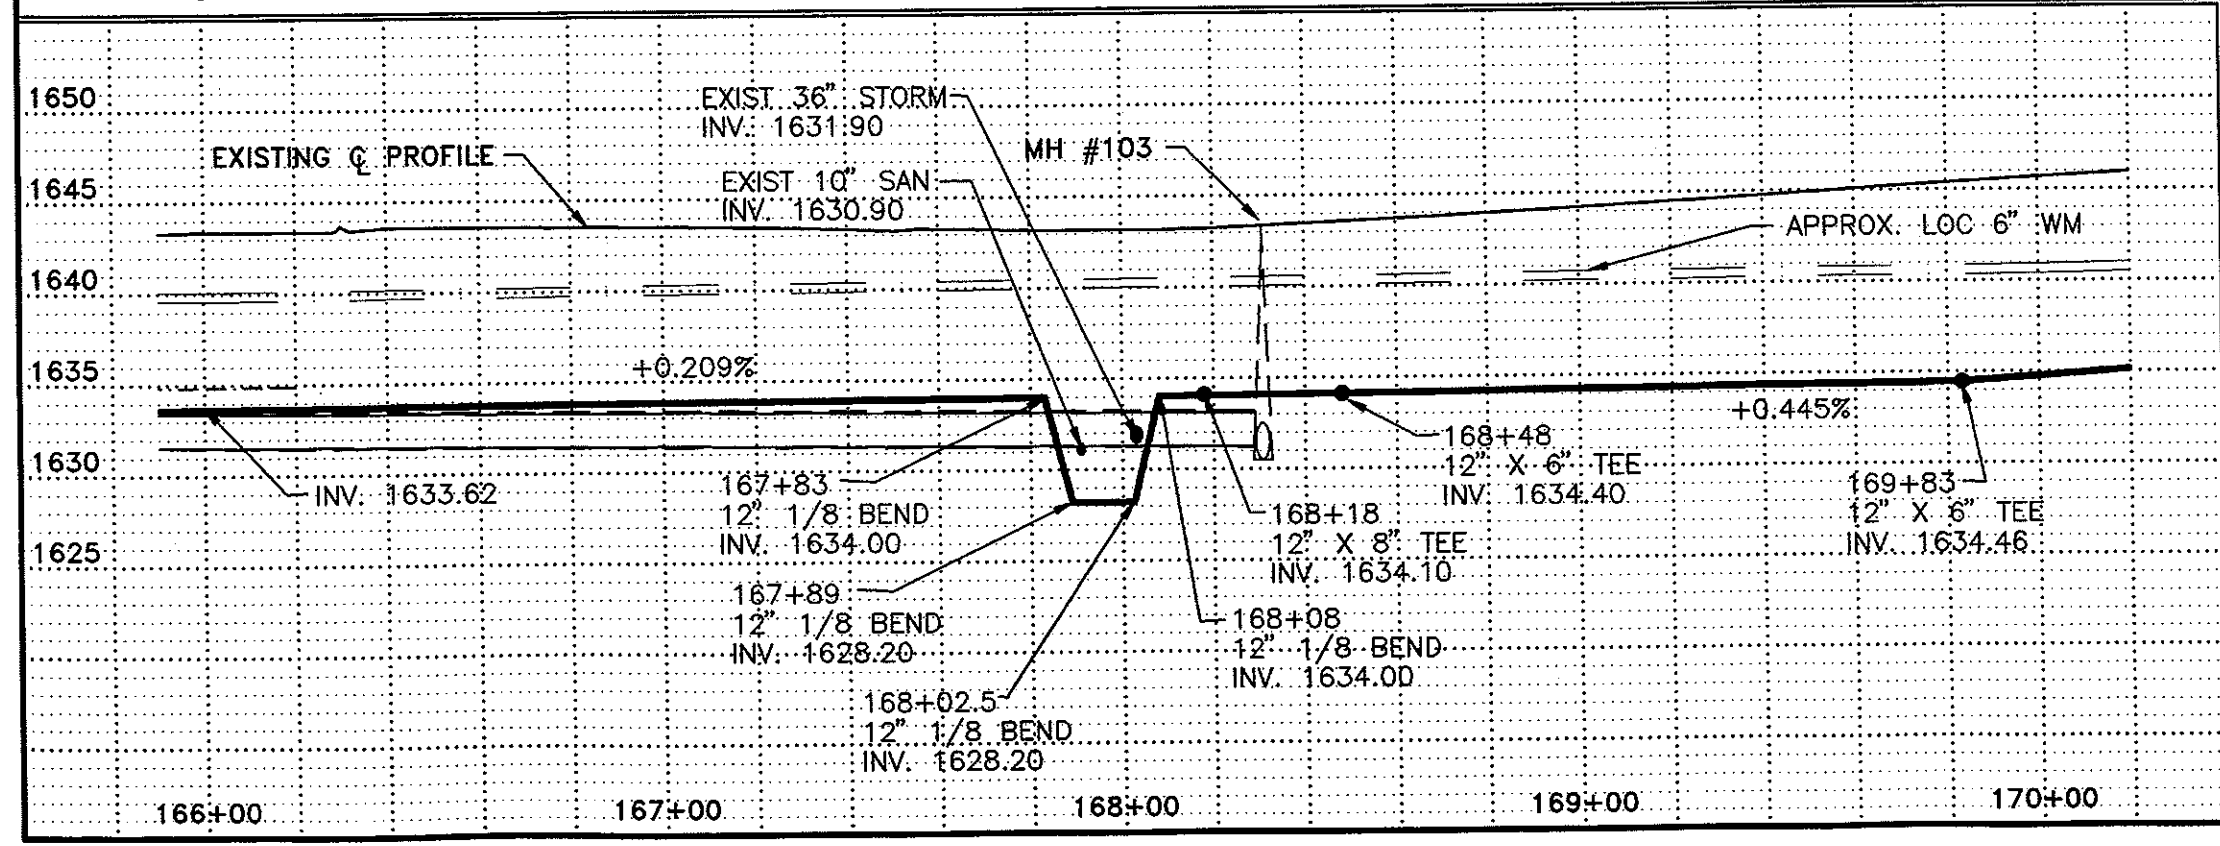 1650
1645
1640
1635
1630
1625
EXISTING ℄ PROFILE
EXIST 36" STORM
INV. 1631.90
EXIST 10" SAN
INV. 1630.90
MH #103
APPROX. LOC 6" WM
+0.209%
+0.445%
INV. 1633.62
167+83
12" 1/8 BEND
INV. 1634.00
167+89
12" 1/8 BEND
INV. 1628.20
168+02.5
12" 1/8 BEND
INV. 1628.20
168+08
12" 1/8 BEND
INV. 1634.00
168+18
12" X 8" TEE
INV. 1634.10
168+48
12" X 6" TEE
INV. 1634.40
169+83
12" X 6" TEE
INV. 1634.46
166+00
167+00
168+00
169+00
170+00